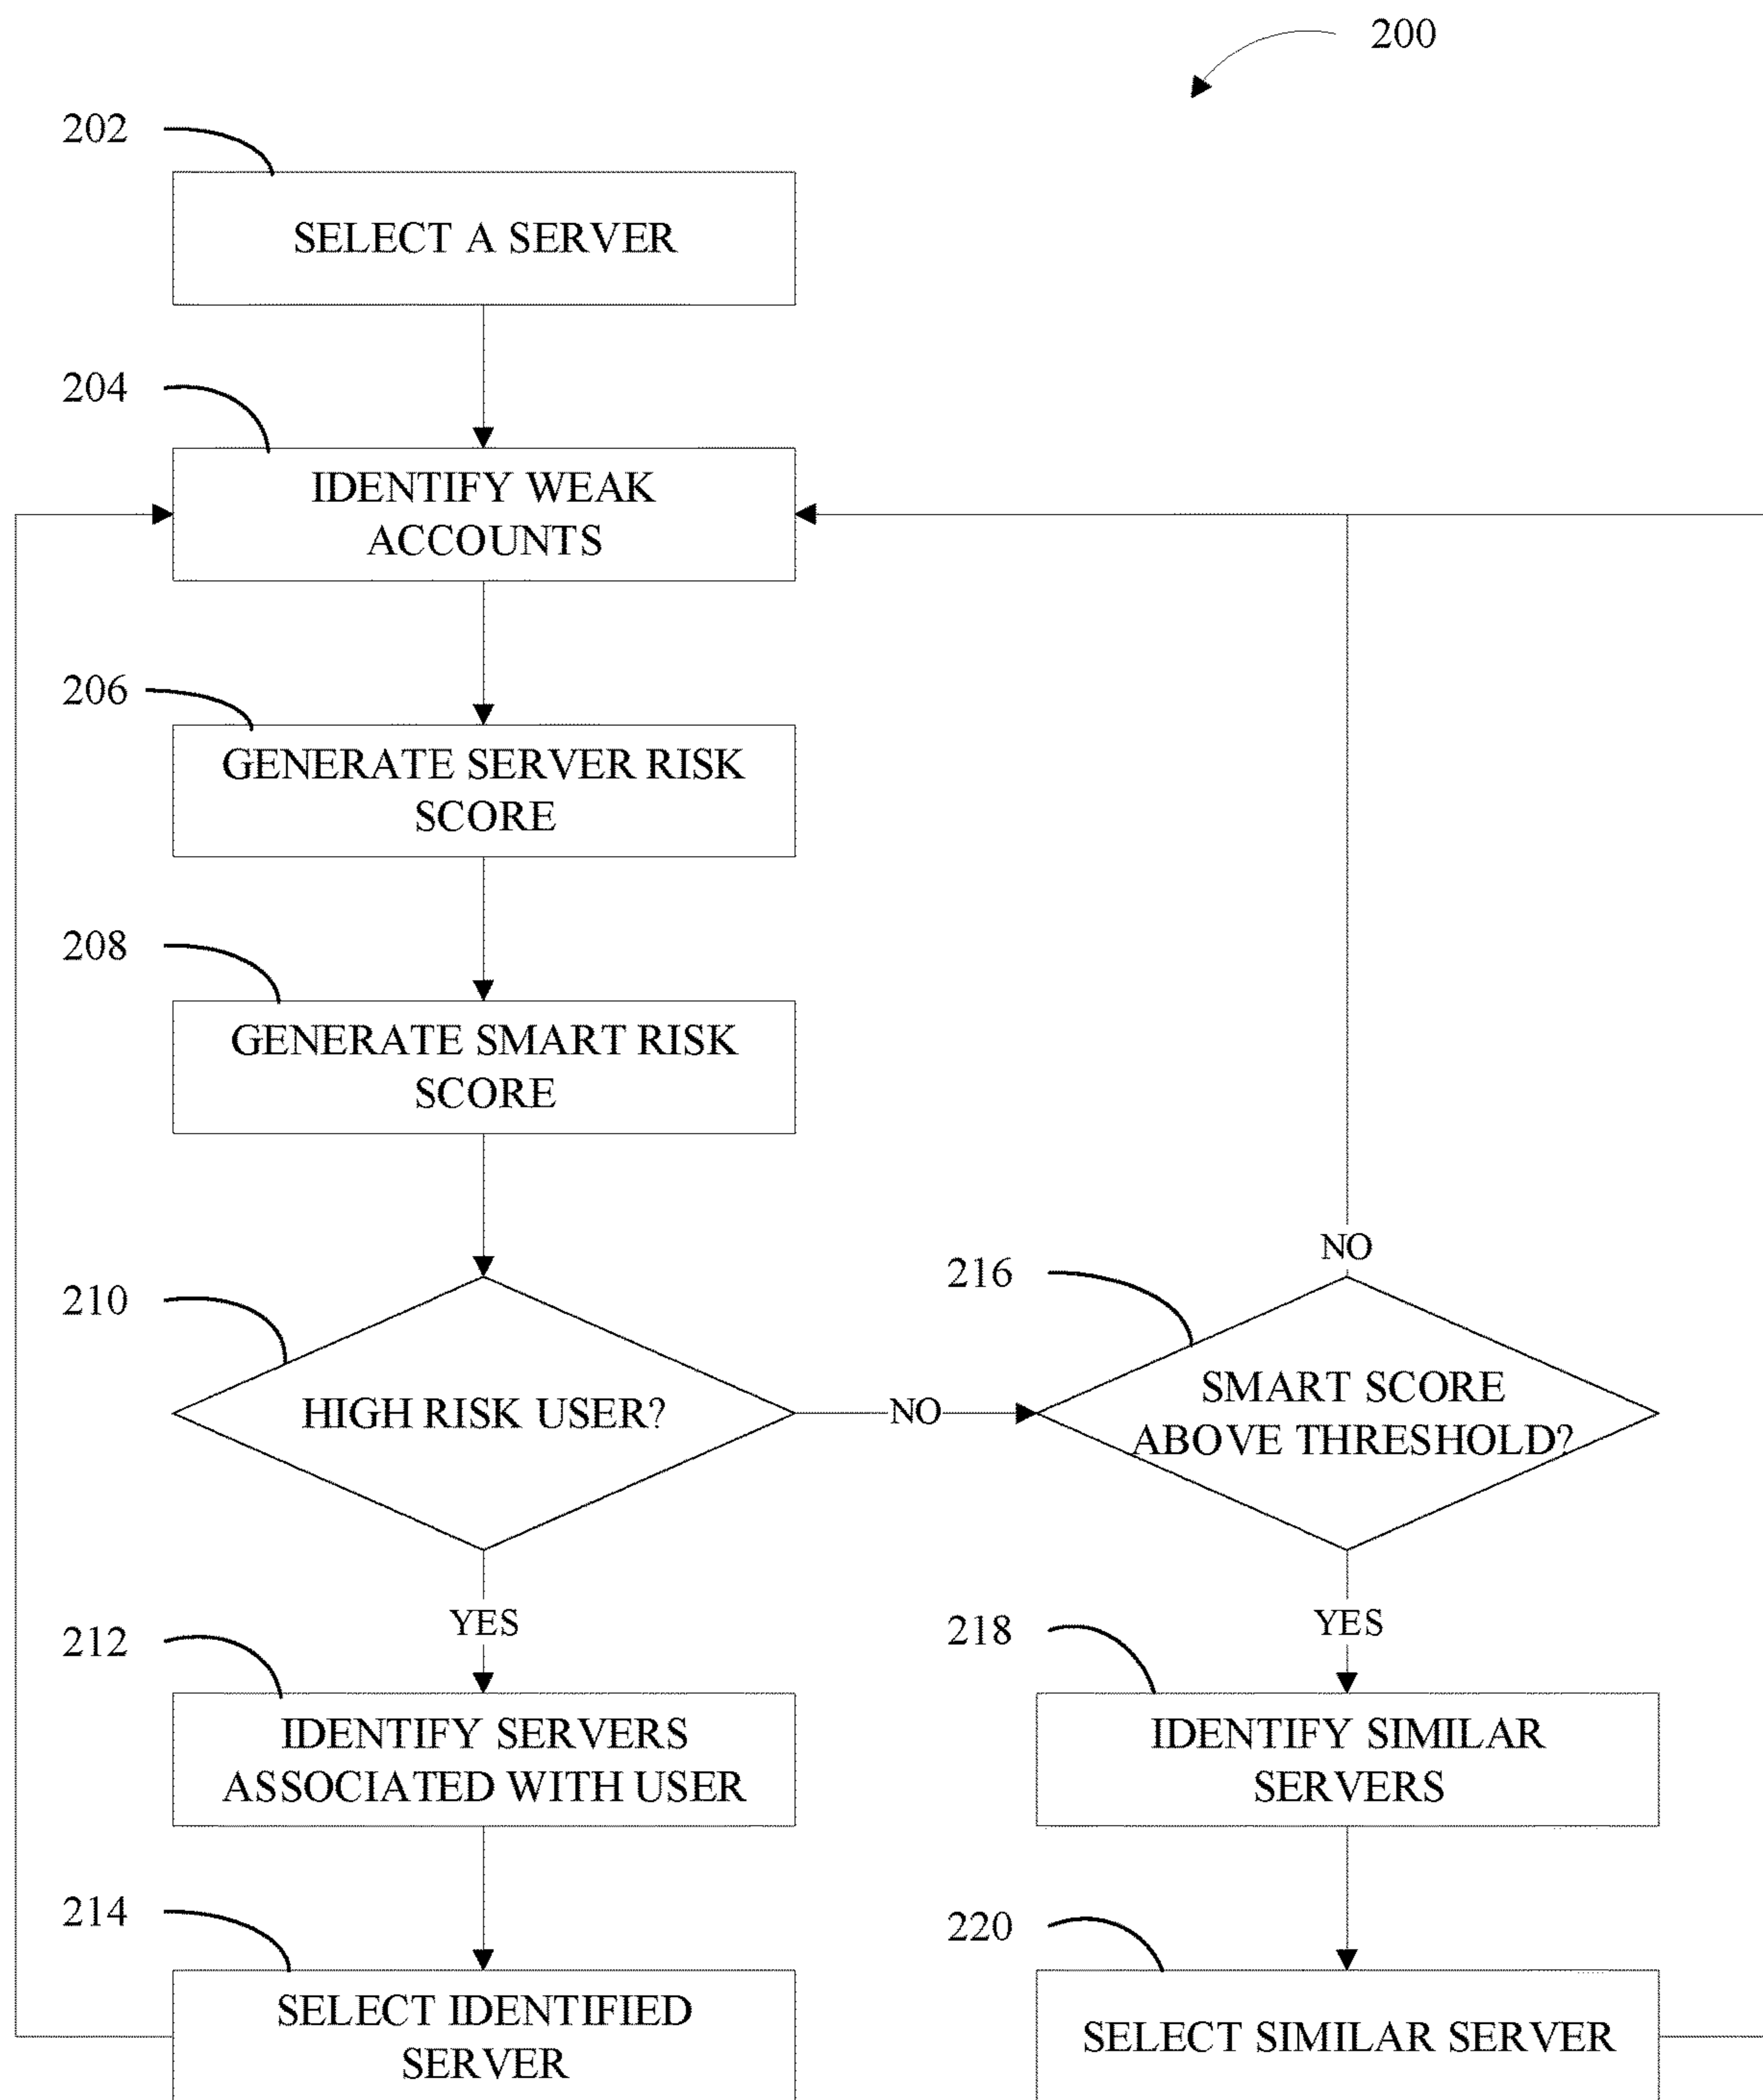 200
202
SELECT A SERVER
204
IDENTIFY WEAK
ACCOUNTS
206
GENERATE SERVER RISK
SCORE
208
GENERATE SMART RISK
SCORE
210
HIGH RISK USER?
NO
216
NO
SMART SCORE
ABOVE THRESHOLD?
YES
212
IDENTIFY SERVERS
ASSOCIATED WITH USER
YES
218
IDENTIFY SIMILAR
SERVERS
214
SELECT IDENTIFIED
SERVER
220
SELECT SIMILAR SERVER